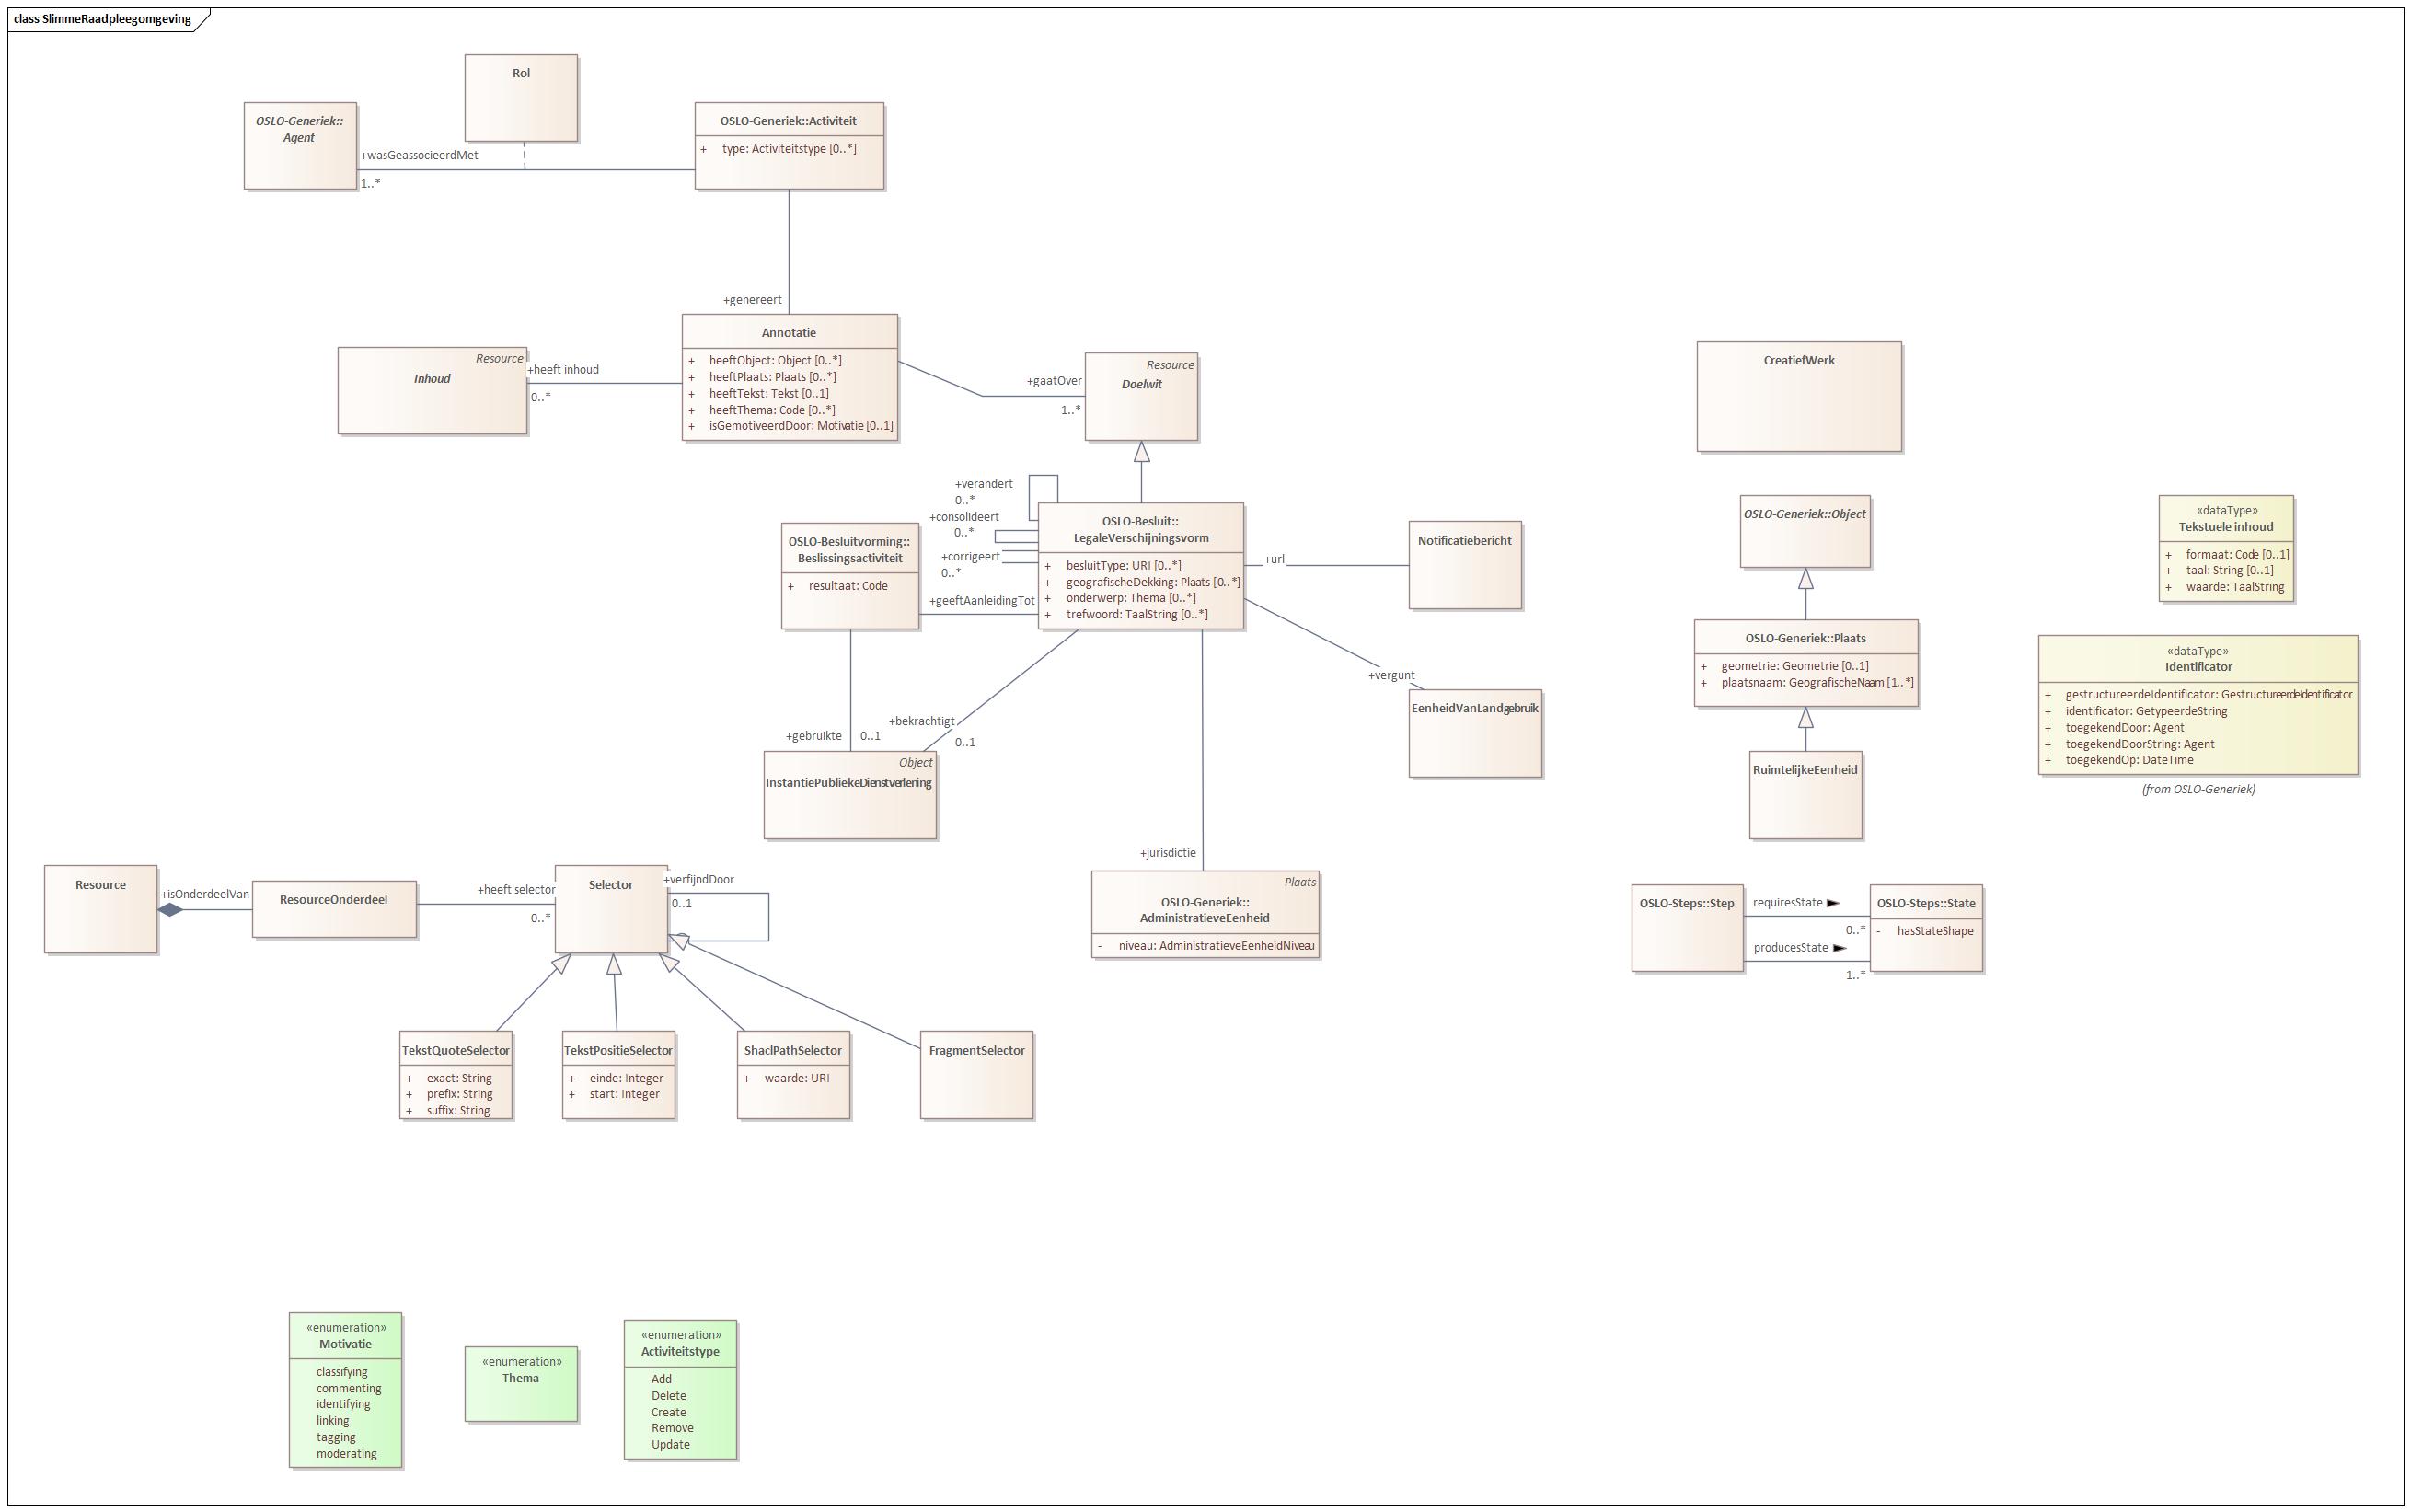 class SlimmeRaadpleegomgeving
Rol
OSLO-Generiek::
Agent
+wasGeassocieerdMet
1..*
OSLO-Generiek::Activiteit
+ type: Activiteitstype [0..*]
+genereert
Annotatie
+ heeftObject: Object [0..*]
+ heeftPlaats: Plaats [0..*]
+ heeftTekst: Tekst [0..1]
+ heeftThema: Code [0..*]
+ isGemotiveerdDoor: Motivatie [0..1]
Resource
Inhoud
+heeft inhoud
0..*
+gaatOver
1..*
Resource
Doelwit
CreatiefWerk
+verandert
0..*
+consolideert
0..*
+corrigeert
0..*
+geeftAanleidingTot
OSLO-Besluitvorming::
Beslissingsactiviteit
+ resultaat: Code
OSLO-Besluit::
LegaleVerschijningsvorm
+ besluitType: URI [0..*]
+ geografischeDekking: Plaats [0..*]
+ onderwerp: Thema [0..*]
+ trefwoord: TaalString [0..*]
+url
Notificatiebericht
+vergunt
EenheidVanLandgebruik
+bekrachtigt
0..1
+gebruikte
0..1
Object
InstantiePubliekeDienstverlening
+jurisdictie
Plaats
OSLO-Generiek::
AdministratieveEenheid
- niveau: AdministratieveEenheidNiveau
OSLO-Generiek::Object
OSLO-Generiek::Plaats
+ geometrie: Geometrie [0..1]
+ plaatsnaam: GeografischeNaam [1..*]
RuimtelijkeEenheid
«dataType»
Tekstuele inhoud
+ formaat: Code [0..1]
+ taal: String [0..1]
+ waarde: TaalString
«dataType»
Identificator
+ gestructureerdeIdentificator: GestructureerdeIdentificator
+ identificator: GetypeerdeString
+ toegekendDoor: Agent
+ toegekendDoorString: Agent
+ toegekendOp: DateTime
(from OSLO-Generiek)
OSLO-Steps::Step
requiresState
0..*
producesState
1..*
OSLO-Steps::State
- hasStateShape
Resource
+isOnderdeelVan
ResourceOnderdeel
+heeft selector
0..*
Selector
+verfijndDoor
0..1
TekstQuoteSelector
+ exact: String
+ prefix: String
+ suffix: String
TekstPositieSelector
+ einde: Integer
+ start: Integer
ShaclPathSelector
+ waarde: URI
FragmentSelector
«enumeration»
Motivatie
classifying
commenting
identifying
linking
tagging
moderating
«enumeration»
Thema
«enumeration»
Activiteitstype
Add
Delete
Create
Remove
Update